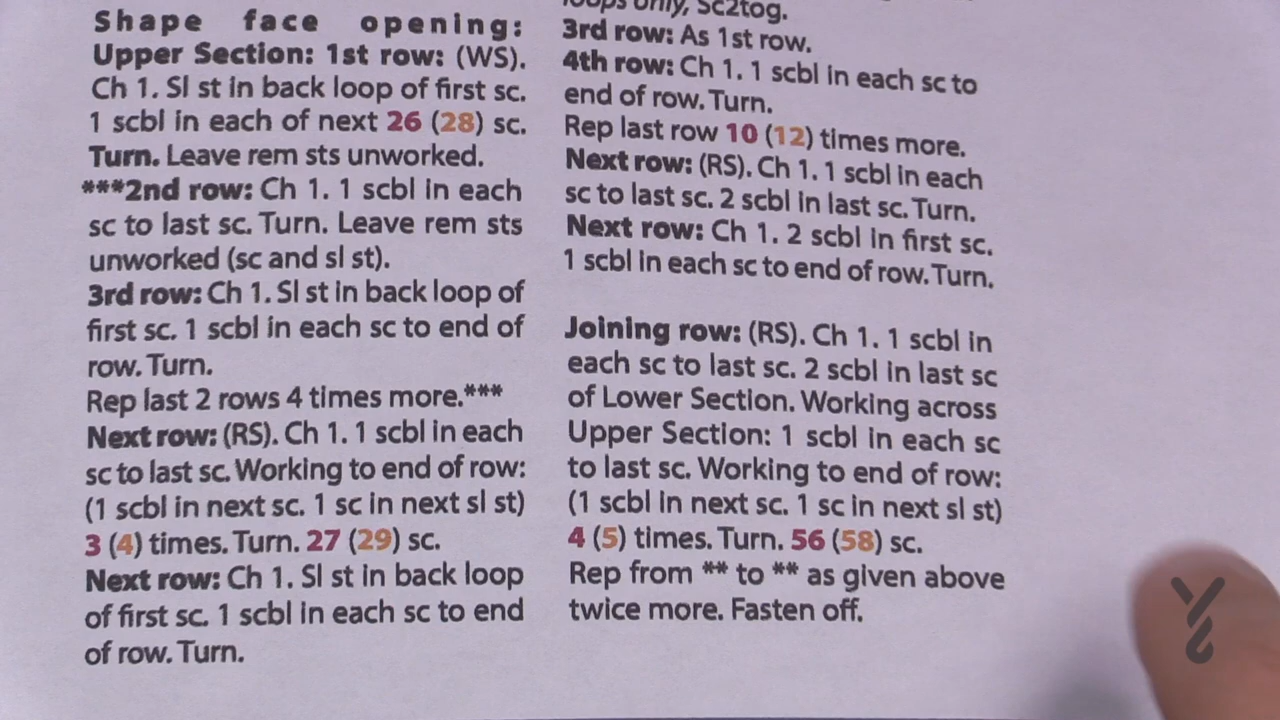 Shape face opening:
Upper Section: 1st row: (WS).
Ch 1. Sl st in back loop of first sc.
1 scbl in each of next 26 (28) sc.
Turn. Leave rem sts unworked.
***2nd row: Ch 1. 1 scbl in each
sc to last sc. Turn. Leave rem sts
unworked (sc and sl st).
3rd row: Ch 1. Sl st in back loop of
first sc. 1 scbl in each sc to end of
row. Turn.
Rep last 2 rows 4 times more.***
Next row: (RS). Ch 1. 1 scbl in each
sc to last sc. Working to end of row:
(1 scbl in next sc. 1 sc in next sl st)
3 (4) times. Turn. 27 (29) sc.
Next row: Ch 1. Sl st in back loop
of first sc. 1 scbl in each sc to end
of row. Turn.
loops only, Sc2tog.
3rd row: As 1st row.
4th row: Ch 1. 1 scbl in each sc to
end of row. Turn.
Rep last row 10 (12) times more.
Next row: (RS). Ch 1. 1 scbl in each
sc to last sc. 2 scbl in last sc. Turn.
Next row: Ch 1. 2 scbl in first sc.
1 scbl in each sc to end of row. Turn.
Joining row: (RS). Ch 1. 1 scbl in
each sc to last sc. 2 scbl in last sc
of Lower Section. Working across
Upper Section: 1 scbl in each sc
to last sc. Working to end of row:
(1 scbl in next sc. 1 sc in next sl st)
4 (5) times. Turn. 56 (58) sc.
Rep from ** to ** as given above
twice more. Fasten off.